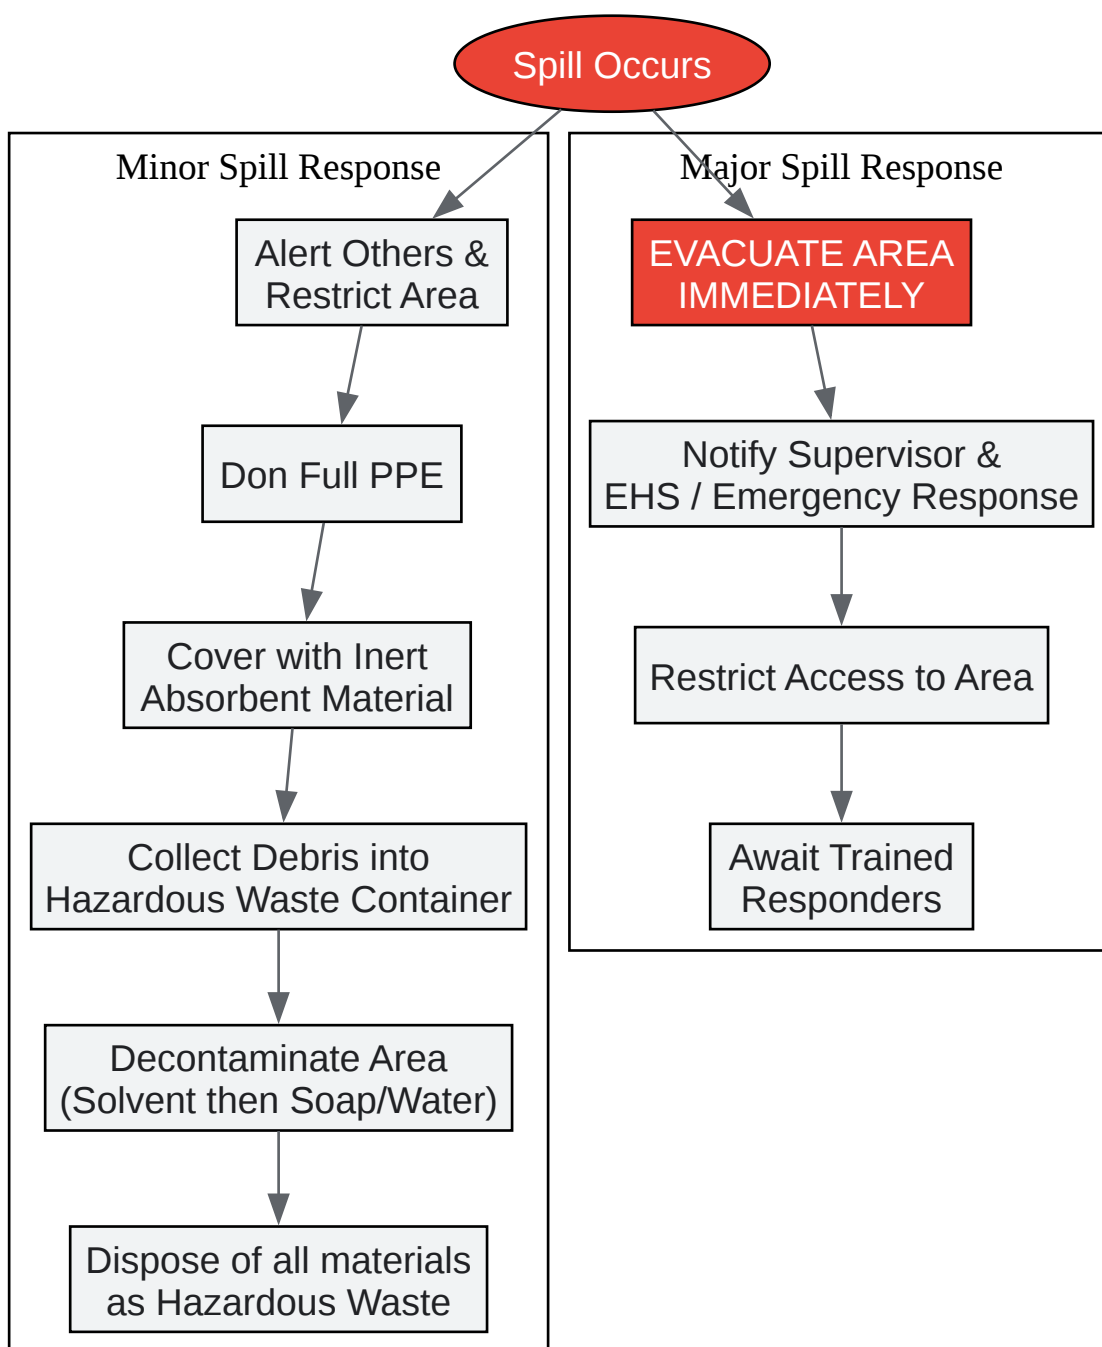 Spill Occurs
Minor Spill Response
Alert Others &
Restrict Area
Don Full PPE
Cover with Inert
Absorbent Material
Collect Debris into
Hazardous Waste Container
Decontaminate Area
(Solvent then Soap/Water)
Dispose of all materials
as Hazardous Waste
Major Spill Response
EVACUATE AREA
IMMEDIATELY
Notify Supervisor &
EHS / Emergency Response
Restrict Access to Area
Await Trained
Responders